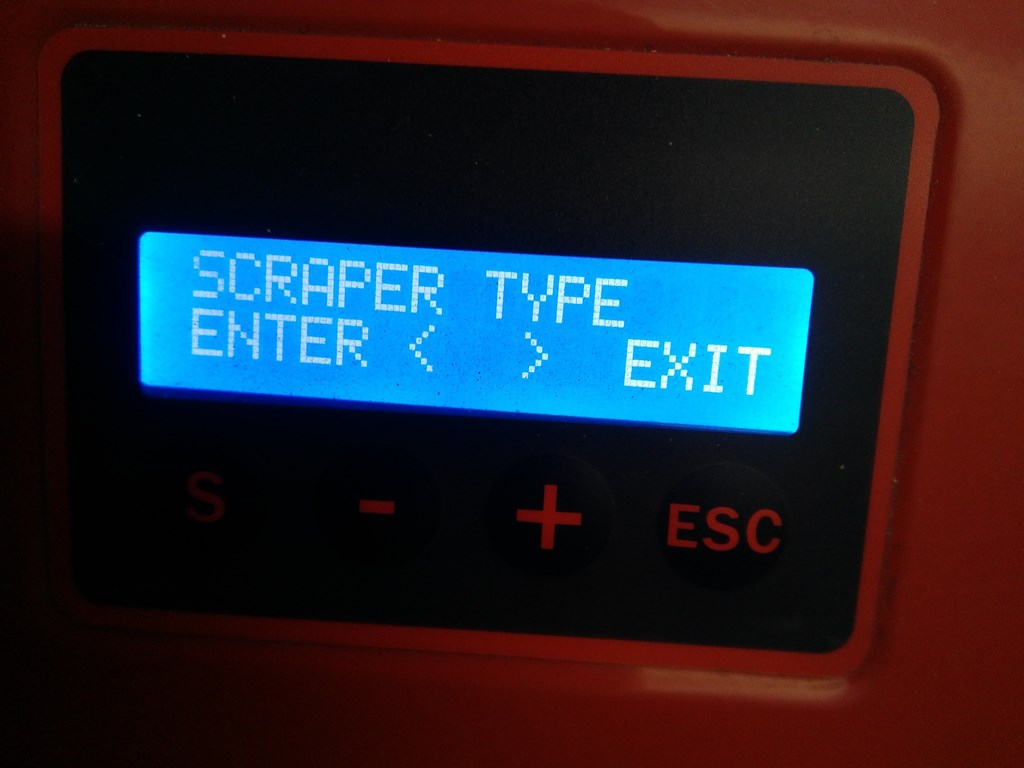 SCRAPER TYPE
ENTER < > EXIT
S - + ESC